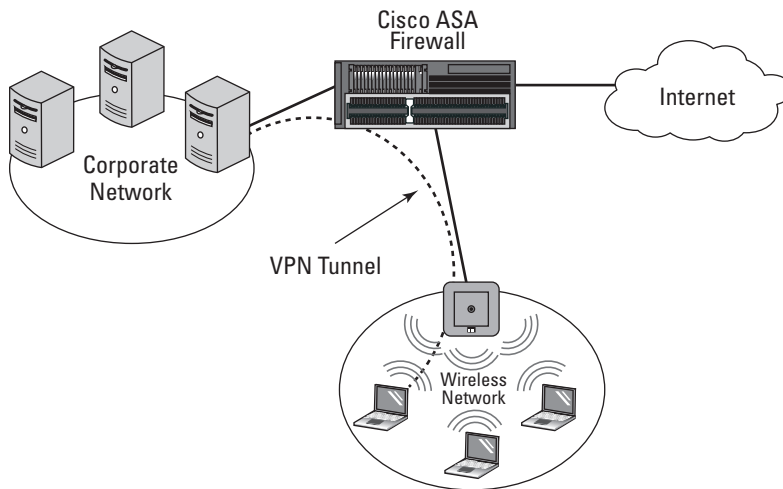 Cisco ASA
Firewall
Internet
Corporate
Network
VPN Tunnel
Wireless
Network